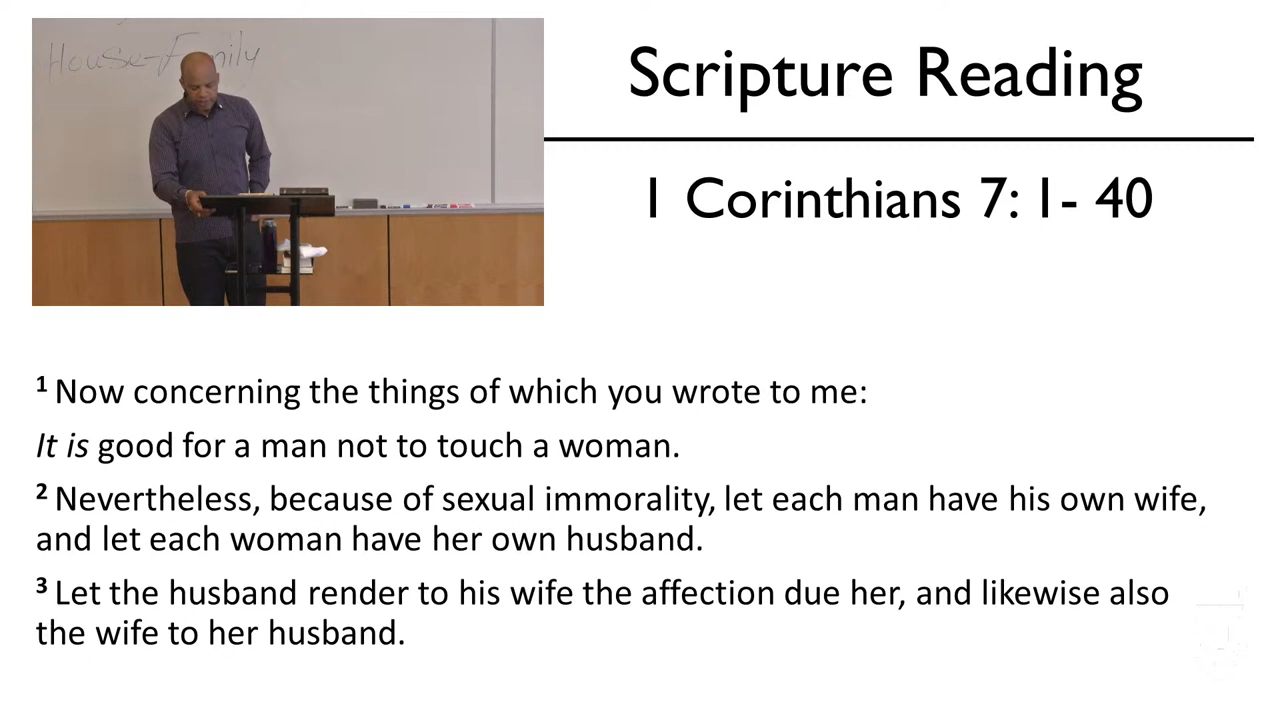 House-Family
Scripture Reading
1 Corinthians 7: 1- 40
1 Now concerning the things of which you wrote to me:
It is good for a man not to touch a woman.
2 Nevertheless, because of sexual immorality, let each man have his own wife,
and let each woman have her own husband.
3 Let the husband render to his wife the affection due her, and likewise also
the wife to her husband.